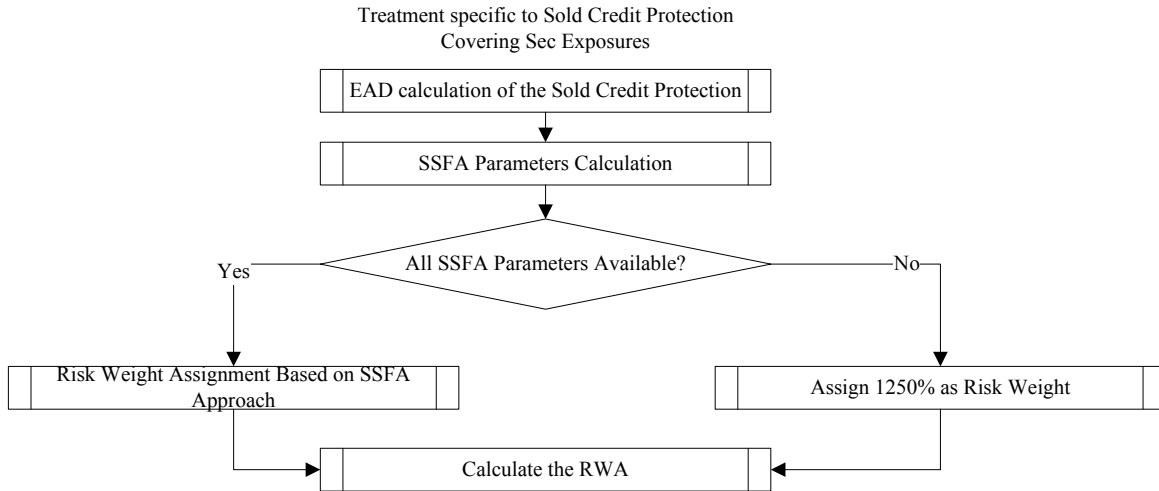 Treatment specific to Sold Credit Protection
Covering Sec Exposures
EAD calculation of the Sold Credit Protection
SSFA Parameters Calculation
All SSFA Parameters Available?
Yes
No
Risk Weight Assignment Based on SSFA
Approach
Assign 1250% as Risk Weight
Calculate the RWA